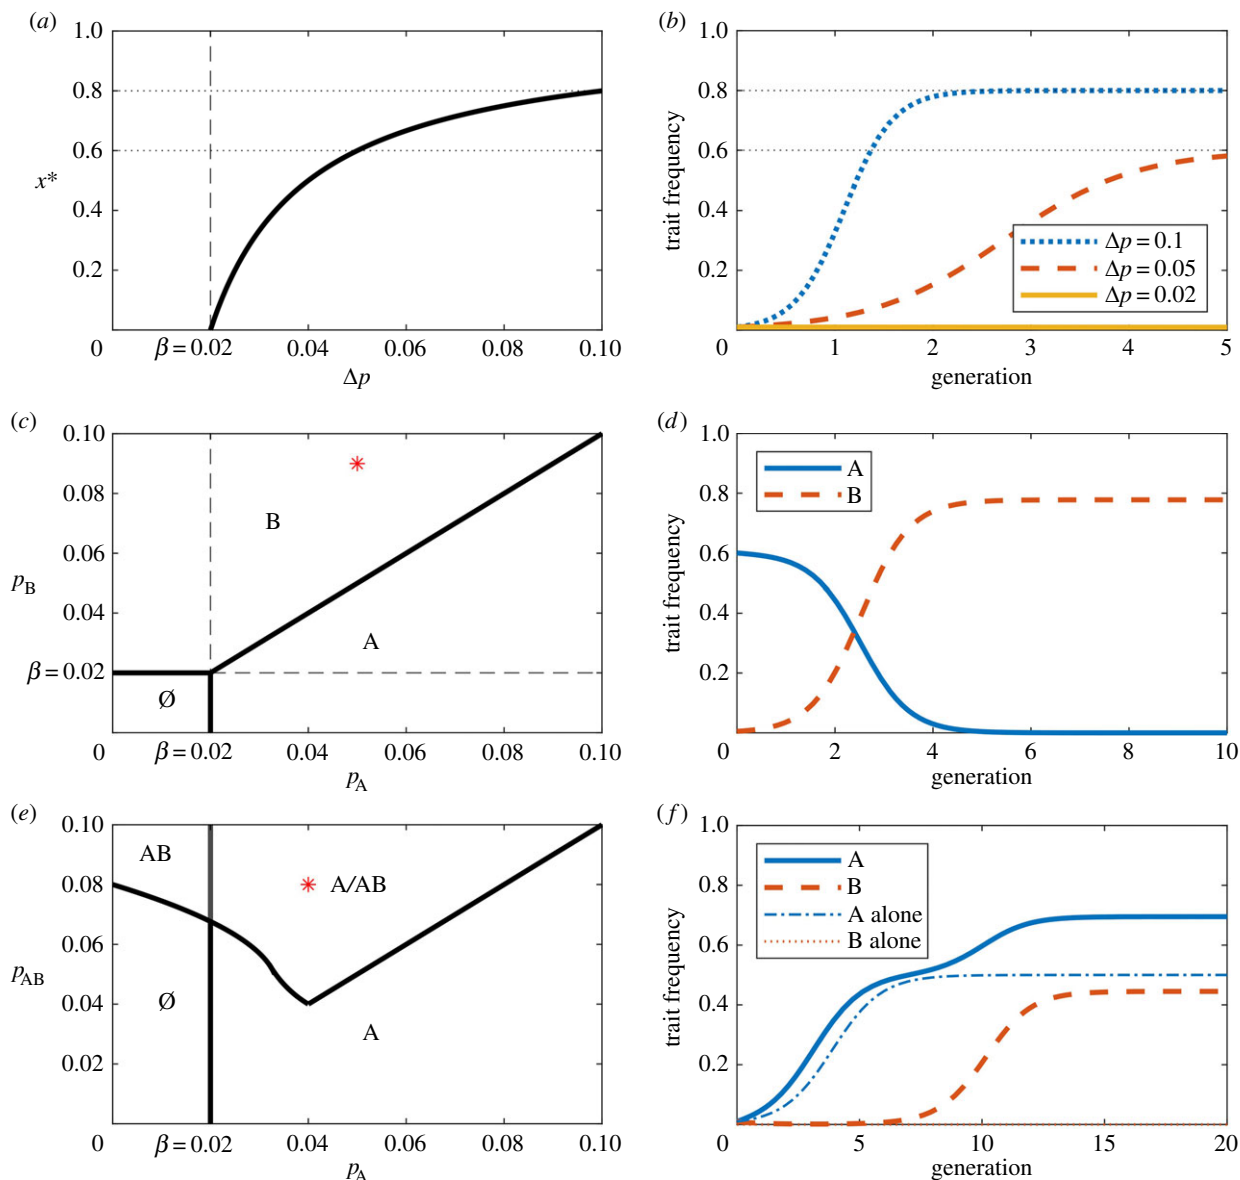 (a)
1.0
0.8
0.6
x*
0.4
0.2
0 β = 0.02 0.04 0.06 0.08 0.10
Δp
(b)
1.0
0.8
0.6
0.4
0.2
trait frequency
Δp = 0.1
Δp = 0.05
Δp = 0.02
0 1 2 3 4 5
generation
(c)
0.10
0.08
0.06
pB
0.04
β = 0.02
B
A
Ø
0 β = 0.02 0.04 0.06 0.08 0.10
pA
(d)
1.0
0.8
0.6
0.4
0.2
trait frequency
A
B
0 2 4 6 8 10
generation
(e)
0.10
0.08
0.06
pAB
0.04
0.02
AB
A/AB
Ø
A
0 β = 0.02 0.04 0.06 0.08 0.10
pA
(f)
1.0
0.8
0.6
0.4
0.2
trait frequency
A
B
A alone
B alone
0 5 10 15 20
generation